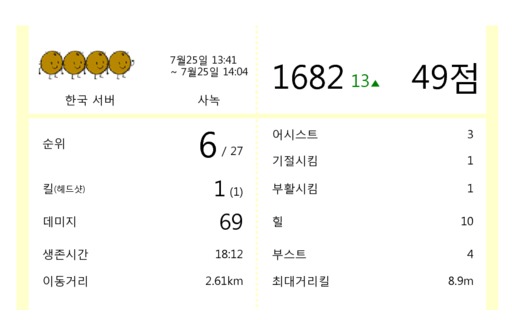 7월25일 13:41
~ 7월25일 14:04
한국 서버 사녹
1682 13▲ 49점
순위 6 / 27
킬(헤드샷) 1 (1)
데미지 69
생존시간 18:12
이동거리 2.61km
어시스트 3
기절시킴 1
부활시킴 1
힐 10
부스트 4
최대거리킬 8.9m